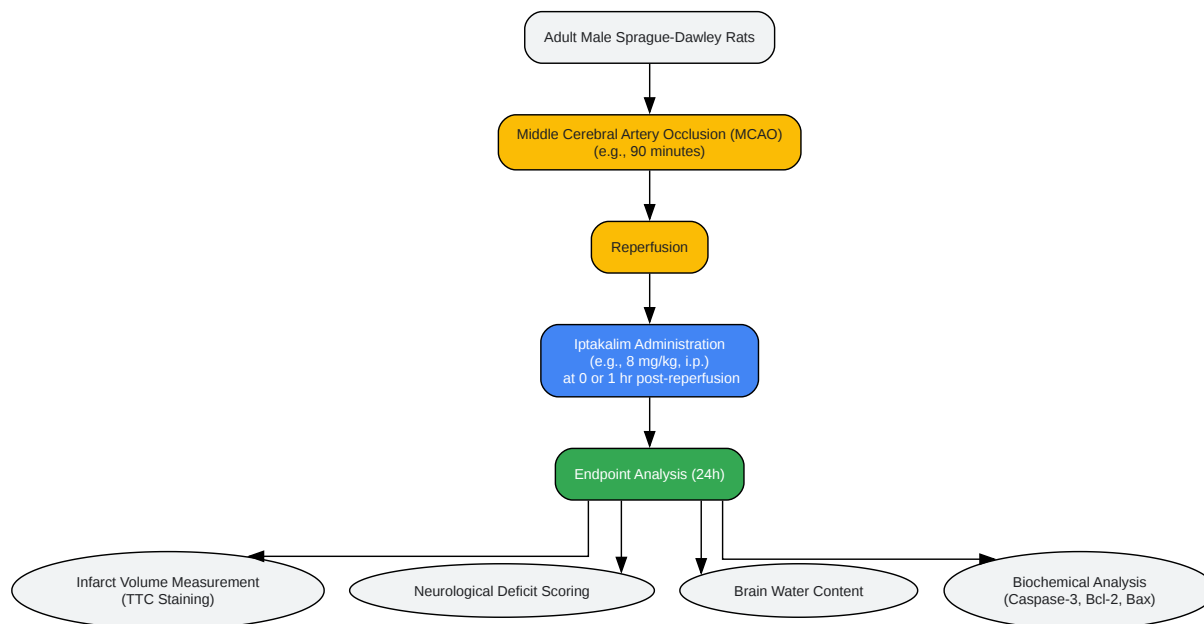 Adult Male Sprague-Dawley Rats
Middle Cerebral Artery Occlusion (MCAO)
(e.g., 90 minutes)
Reperfusion
Iptakalim Administration
(e.g., 8 mg/kg, i.p.)
at 0 or 1 hr post-reperfusion
Endpoint Analysis (24h)
Infarct Volume Measurement
(TTC Staining)
Neurological Deficit Scoring
Brain Water Content
Biochemical Analysis
(Caspase-3, Bcl-2, Bax)